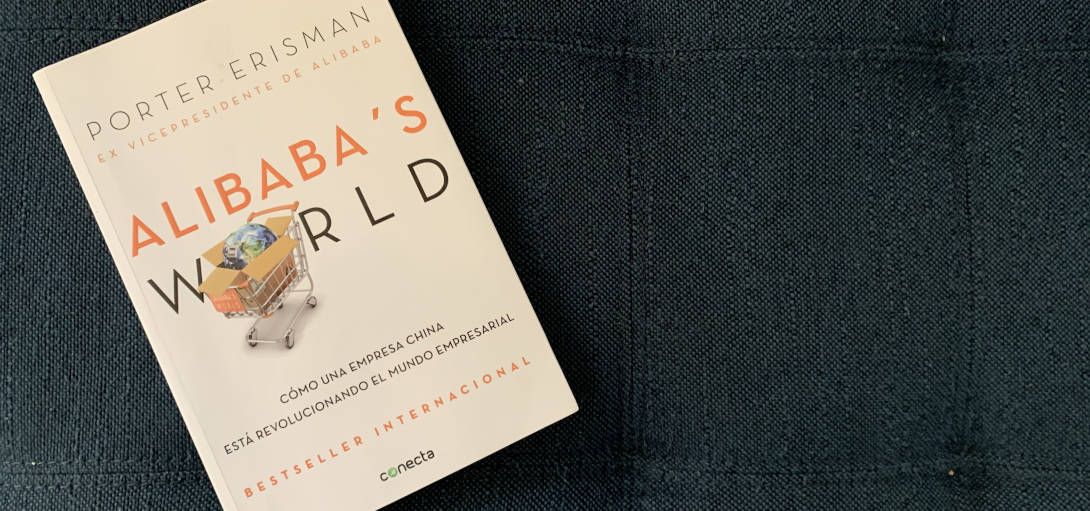 PORTER ERISMAN
EX VICEPRESIDENTE DE ALIBABA
ALIBABA´S
WORLD
CÓMO UNA EMPRESA CHINA
ESTÁ REVOLUCIONANDO EL MUNDO EMPRESARIAL
BESTSELLER INTERNACIONAL
conecta